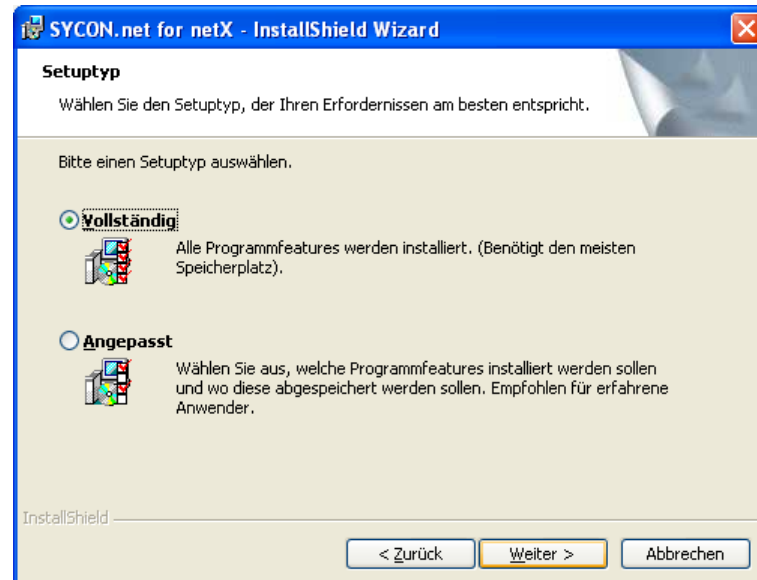 SYCON.net for netX - InstallShield Wizard
Setuptyp
Wählen Sie den Setuptyp, der Ihren Erfordernissen am besten entspricht.
Bitte einen Setuptyp auswählen.
Vollständig
Alle Programmfeatures werden installiert. (Benötigt den meisten
Speicherplatz).
Angepasst
Wählen Sie aus, welche Programmfeatures installiert werden sollen
und wo diese abgespeichert werden sollen. Empfohlen für erfahrene
Anwender.
InstallShield
< Zurück
Weiter >
Abbrechen